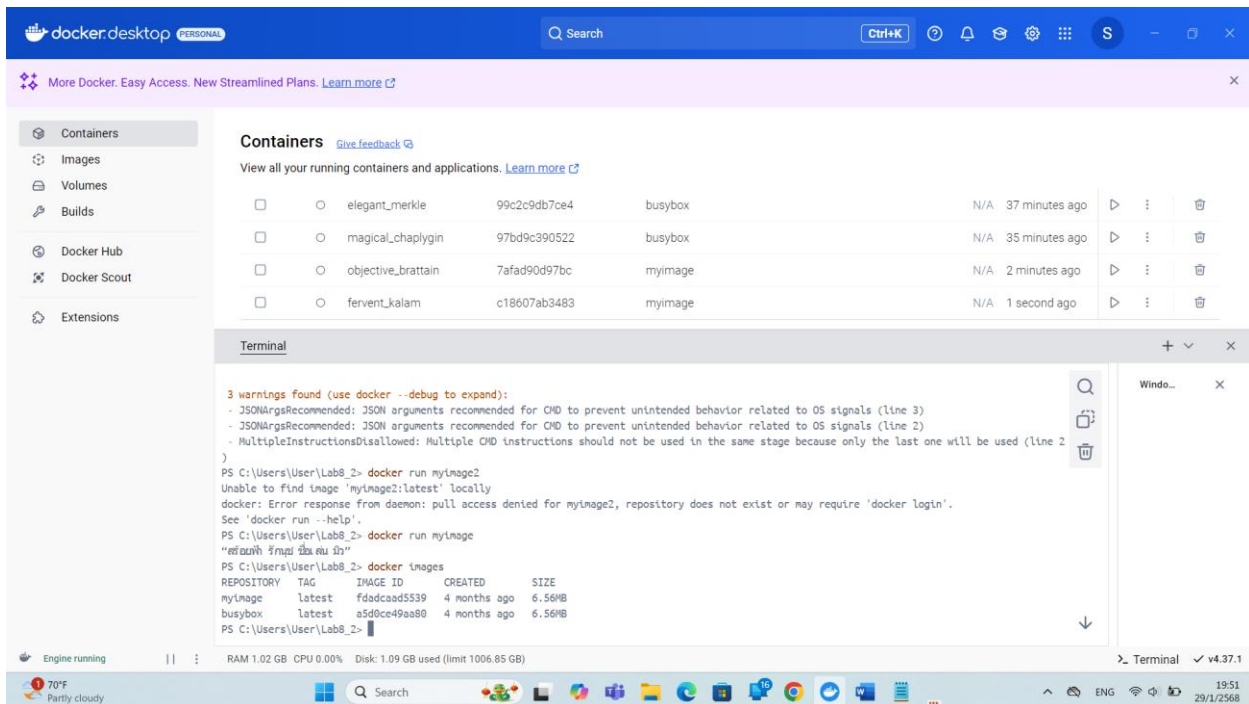 docker.desktop PERSONAL
Search
Ctrl+K
S
More Docker. Easy Access. New Streamlined Plans. Learn more
Containers
Images
Volumes
Builds
Docker Hub
Docker Scout
Extensions
Containers Give feedback
View all your running containers and applications. Learn more
elegant_merkle 99c2c9db7ce4 busybox N/A 37 minutes ago
magical_chaplygin 97bd9c390522 busybox N/A 35 minutes ago
objective_brattain 7afad90d97bc myimage N/A 2 minutes ago
fervent_kalam c18607ab3483 myimage N/A 1 second ago
Terminal
Windo...
3 warnings found (use docker --debug to expand):
- JSONArgsRecommended: JSON arguments recommended for CMD to prevent unintended behavior related to OS signals (line 3)
- JSONArgsRecommended: JSON arguments recommended for CMD to prevent unintended behavior related to OS signals (line 2)
- MultipleInstructionsDisallowed: Multiple CMD instructions should not be used in the same stage because only the last one will be used (line 2
)
PS C:\Users\User\Lab8_2> docker run myimage2
Unable to find image 'myimage2:latest' locally
docker: Error response from daemon: pull access denied for myimage2, repository does not exist or may require 'docker login'.
See 'docker run --help'.
PS C:\Users\User\Lab8_2> docker run myimage
PS C:\Users\User\Lab8_2> docker images
REPOSITORY TAG IMAGE ID CREATED SIZE
myimage latest fdadcaad5539 4 months ago 6.56MB
busybox latest a5d0ce49aa80 4 months ago 6.56MB
PS C:\Users\User\Lab8_2>
Engine running
RAM 1.02 GB CPU 0.00% Disk: 1.09 GB used (limit 1006.85 GB)
Terminal v4.37.1
1
70°F
Partly cloudy
Search
16
ENG
19:51
29/1/2568